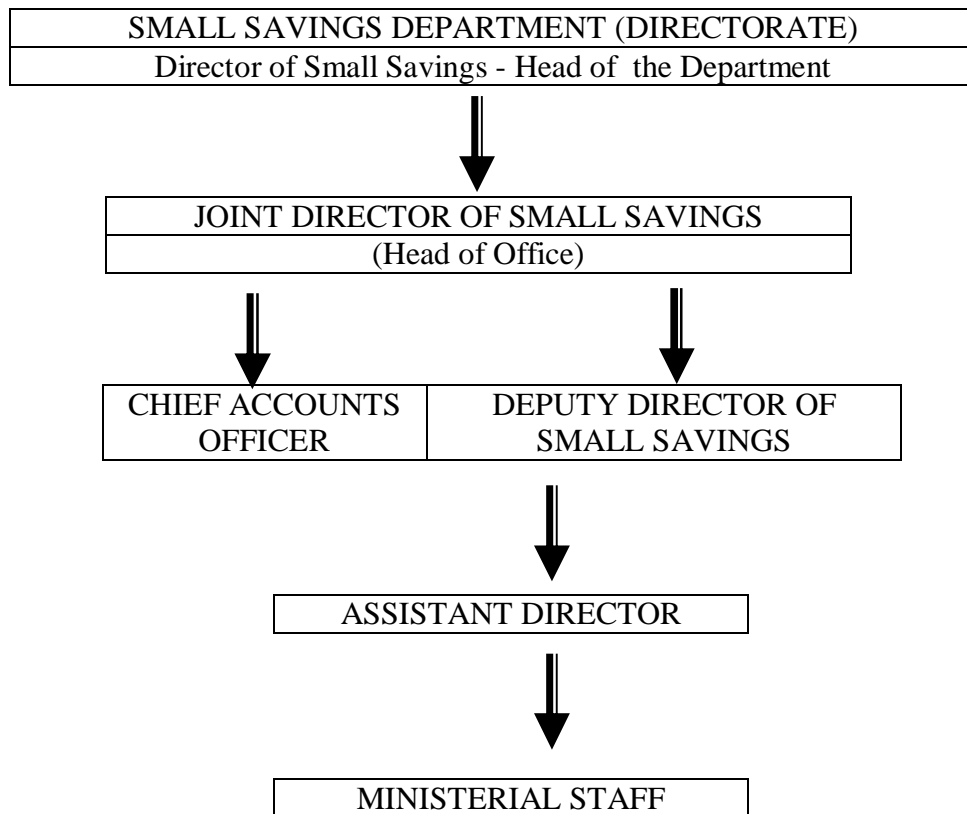 SMALL SAVINGS DEPARTMENT (DIRECTORATE)
Director of Small Savings - Head of the Department
JOINT DIRECTOR OF SMALL SAVINGS
(Head of Office)
CHIEF ACCOUNTS
OFFICER
DEPUTY DIRECTOR OF
SMALL SAVINGS
ASSISTANT DIRECTOR
MINISTERIAL STAFF